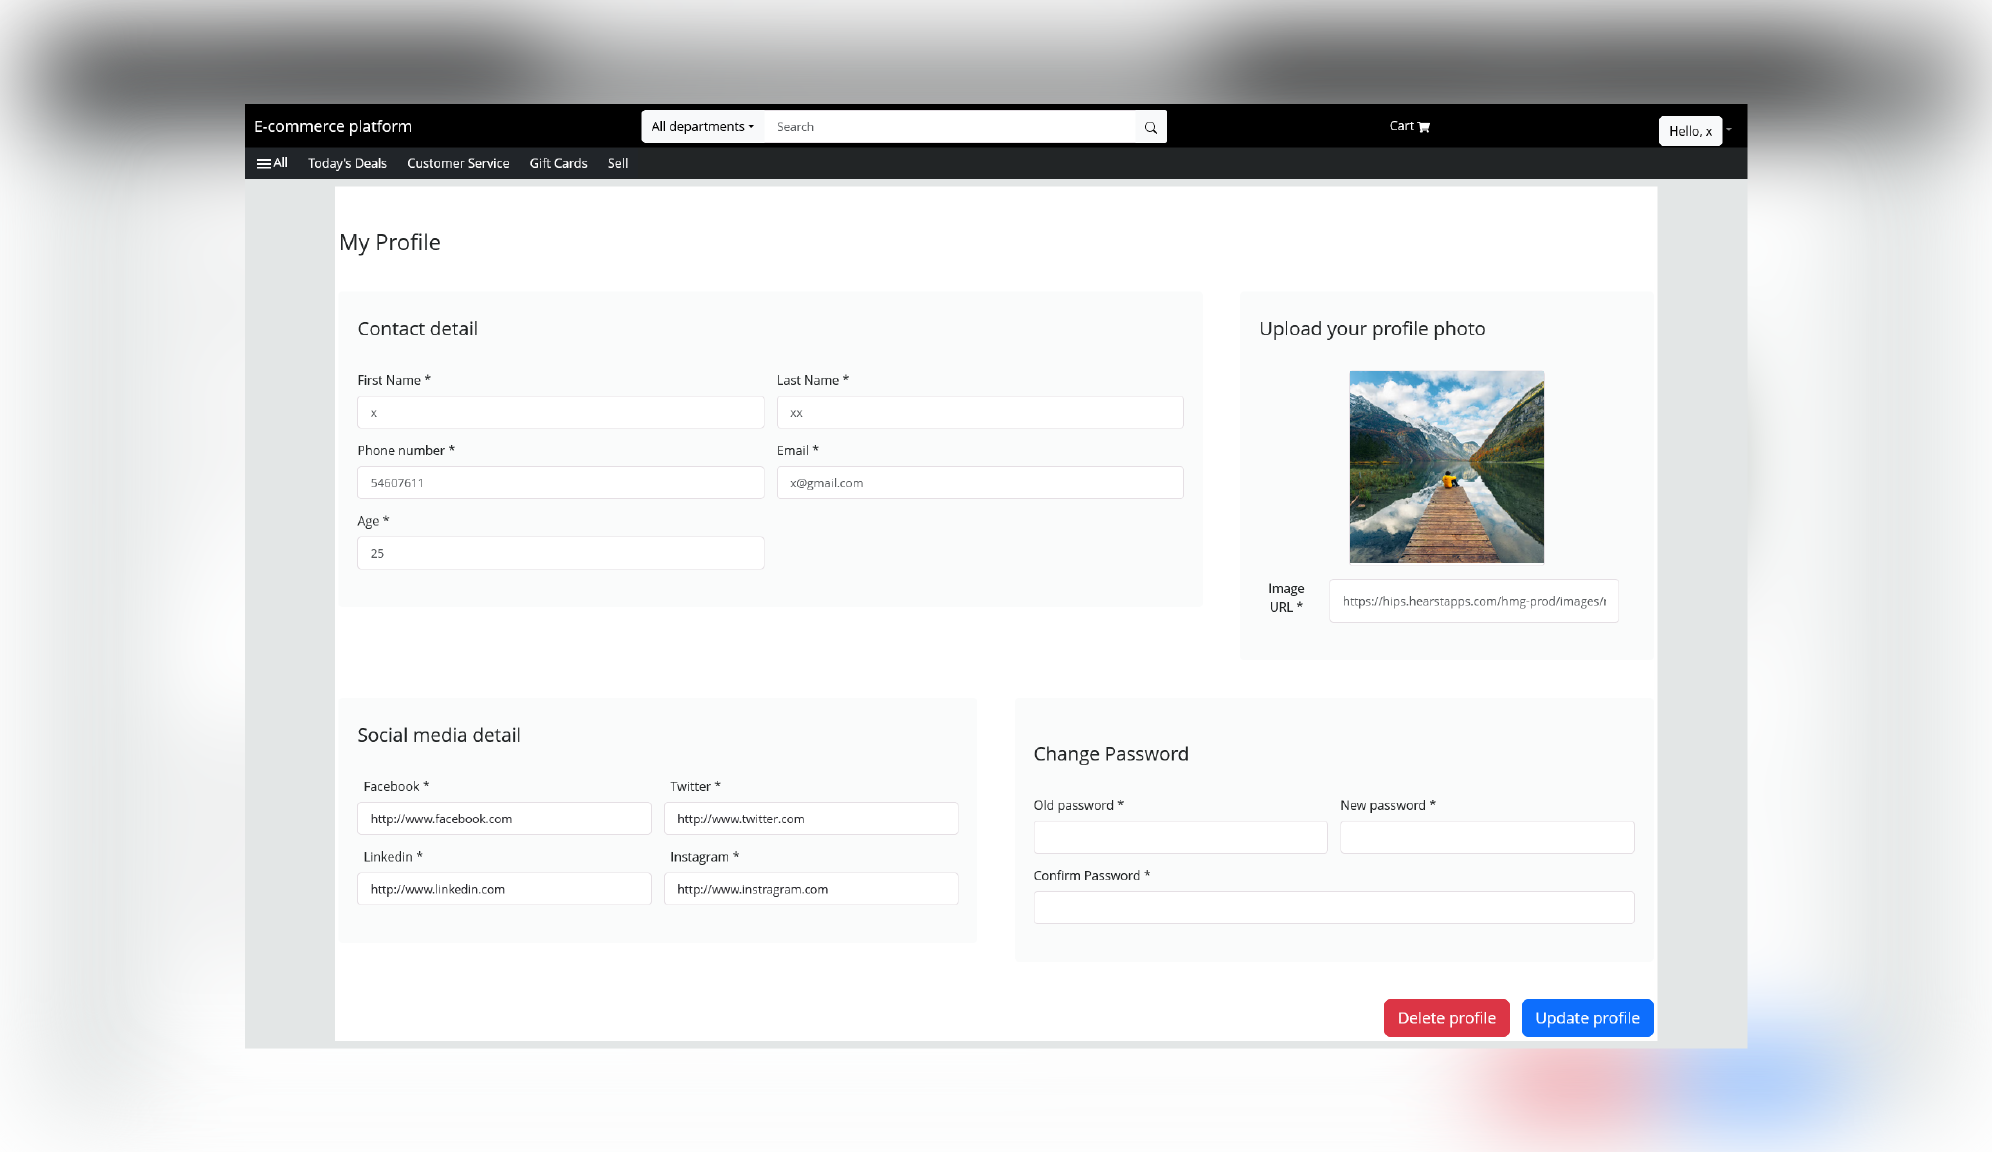 E-commerce platform
All departments
Search
Cart
Hello, x
All
Today's Deals
Customer Service
Gift Cards
Sell
My Profile
Contact detail
First Name *
Last Name *
x
xx
Phone number *
Email *
54607611
x@gmail.com
Age *
25
Upload your profile photo
Image
URL *
https://hips.hearstapps.com/hmg-prod/images/
Social media detail
Facebook *
Twitter *
http://www.facebook.com
http://www.twitter.com
Linkedin *
Instagram *
http://www.linkedin.com
http://www.instragram.com
Change Password
Old password *
New password *
Confirm Password *
Delete profile
Update profile